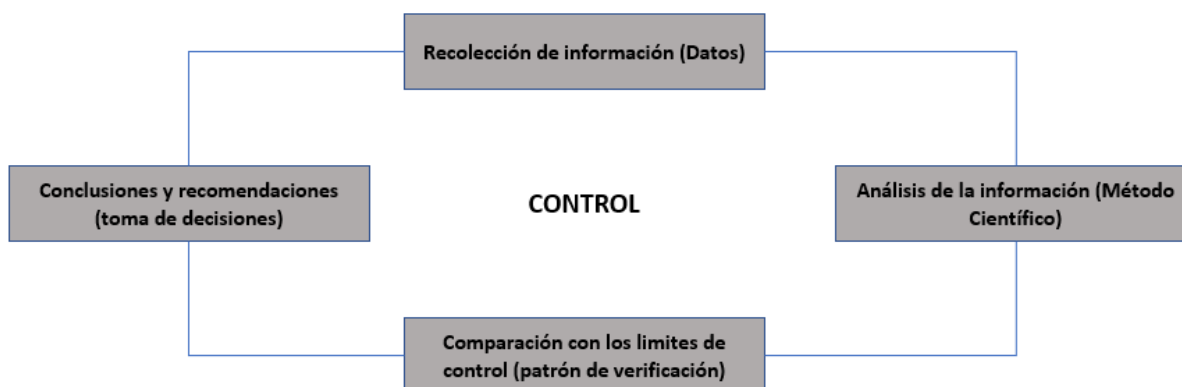 Recolección de información (Datos)
Conclusiones y recomendaciones
(toma de decisiones)
CONTROL
Análisis de la información (Método
Científico)
Comparación con los limites de
control (patrón de verificación)